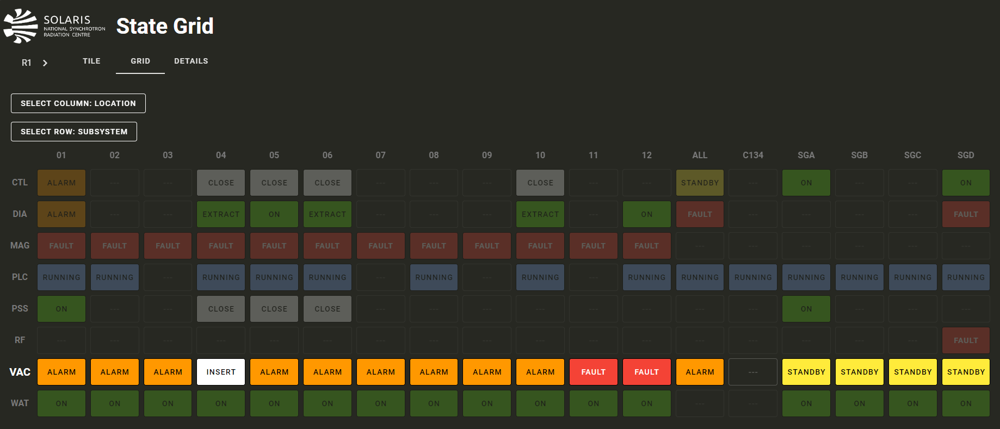 SOLARIS
NATIONAL SYNCHROTRON
RADIATION CENTRE
State Grid
R1 TILE GRID DETAILS
SELECT COLUMN: LOCATION
SELECT ROW: SUBSYSTEM
01 02 03 04 05 06 07 08 09 10 11 12 ALL C134 SGA SGB SGC SGD
CTL ALARM --- --- CLOSE CLOSE CLOSE --- --- --- CLOSE --- --- STANDBY --- ON --- --- ON
DIA ALARM --- --- EXTRACT ON EXTRACT --- --- --- EXTRACT --- ON FAULT --- --- --- --- FAULT
MAG FAULT FAULT FAULT FAULT FAULT FAULT FAULT FAULT FAULT FAULT FAULT FAULT --- --- --- --- --- ---
PLC RUNNING RUNNING --- RUNNING RUNNING RUNNING --- RUNNING --- RUNNING --- RUNNING RUNNING RUNNING RUNNING RUNNING RUNNING RUNNING
PSS ON --- --- CLOSE CLOSE CLOSE --- --- --- --- --- --- --- --- ON --- --- ---
RF --- --- --- --- --- --- --- --- --- --- --- --- --- --- --- --- --- FAULT
VAC ALARM ALARM ALARM INSERT ALARM ALARM ALARM ALARM ALARM ALARM FAULT FAULT ALARM --- STANDBY STANDBY STANDBY STANDBY
WAT ON ON ON ON ON ON ON ON ON ON ON ON --- --- ON ON ON ON